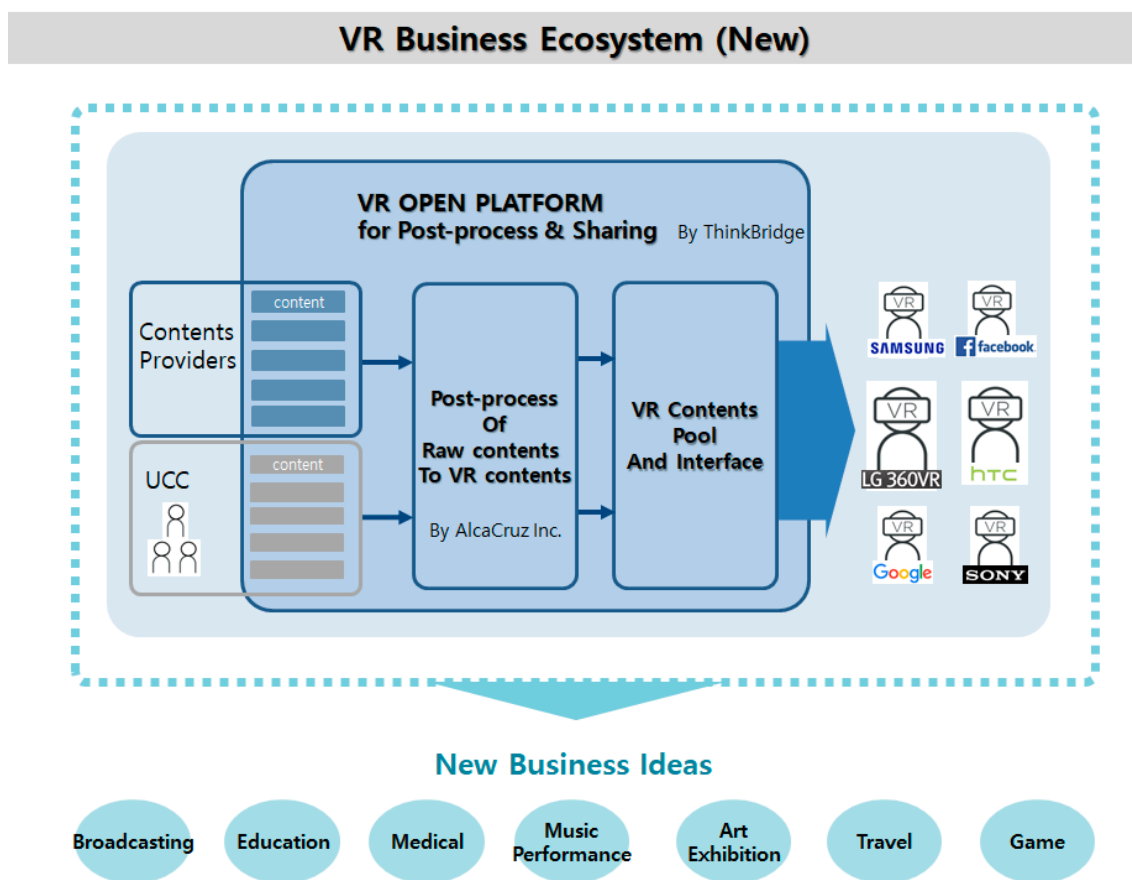 VR Business Ecosystem (New)
VR OPEN PLATFORM
for Post-process & Sharing By ThinkBridge
Contents
Providers
content
UCC
content
Post-process
Of
Raw contents
To VR contents
By AlcaCruz Inc.
VR Contents
Pool
And Interface
VR
SAMSUNG
VR
f facebook
VR
LG 360VR
VR
hTC
VR
Google
VR
SONY
New Business Ideas
Broadcasting
Education
Medical
Music
Performance
Art
Exhibition
Travel
Game